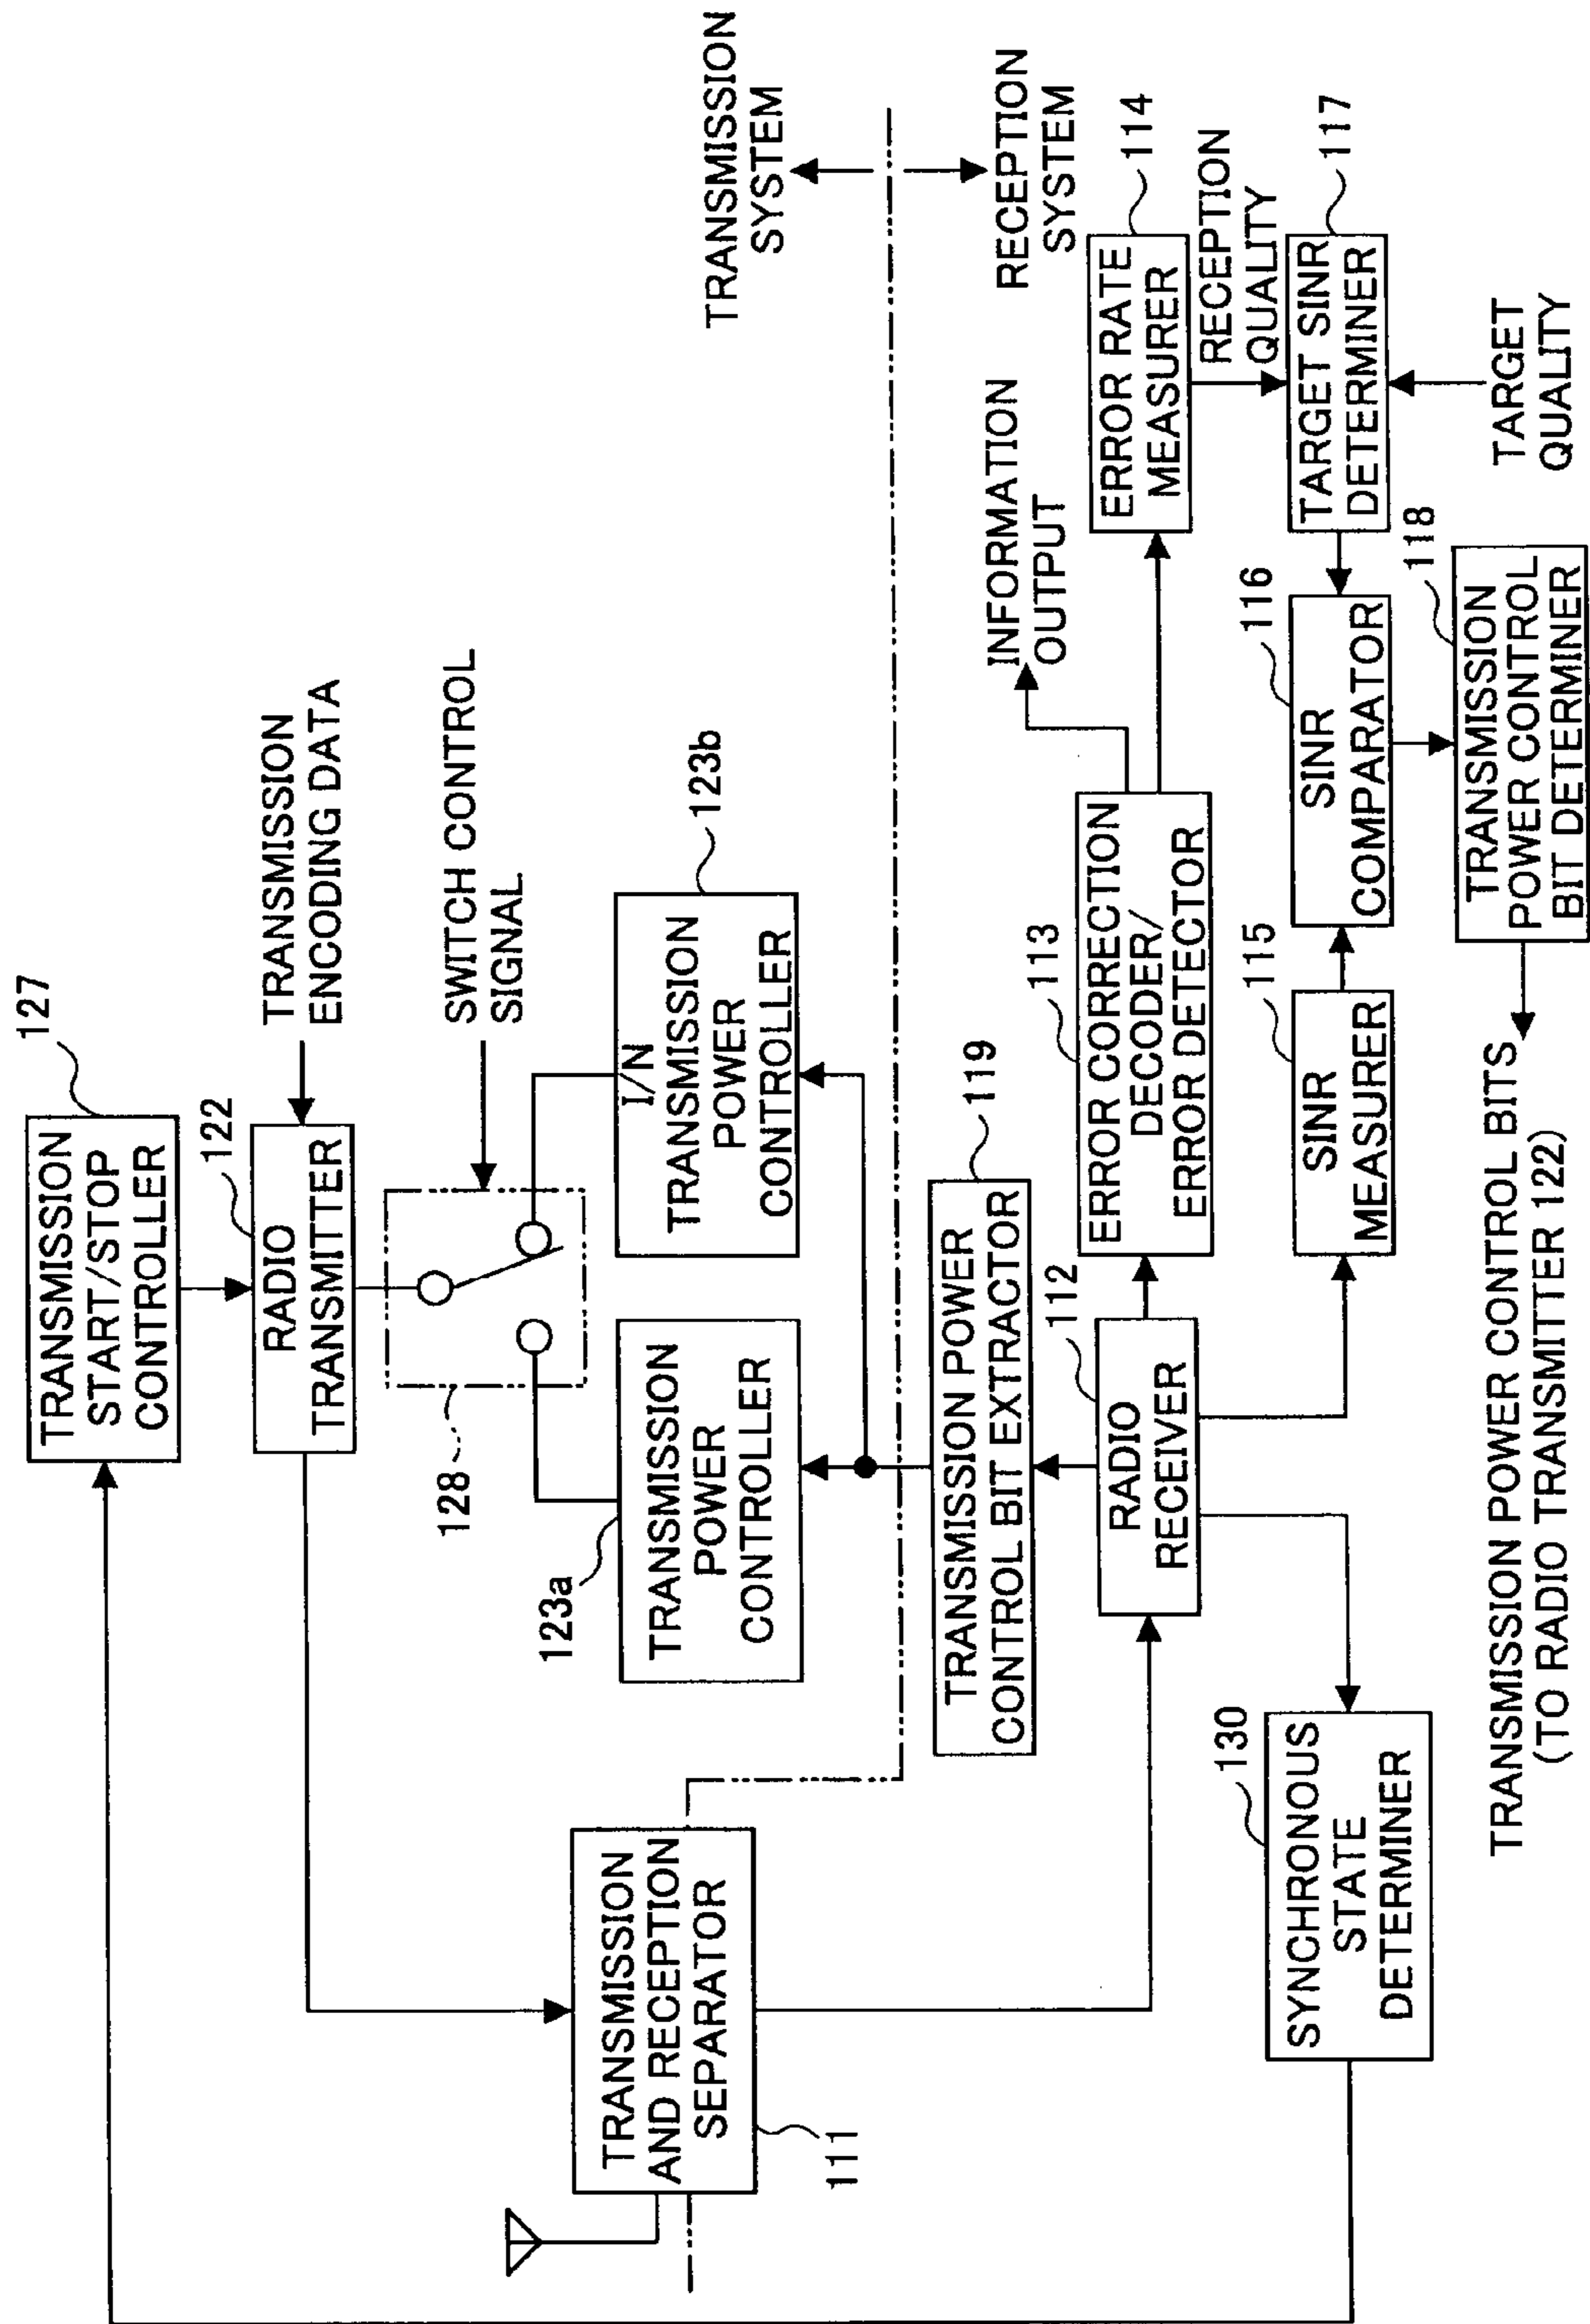 TRANSMISSION
START/STOP
CONTROLLER
127
TRANSMISSION
ENCODING DATA
122
RADIO
TRANSMITTER
SWITCH CONTROL
SIGNAL
128
123a
TRANSMISSION
POWER
CONTROLLER
123b
I/N
TRANSMISSION
POWER
CONTROLLER
TRANSMISSION
SYSTEM
RECEPTION
SYSTEM
TRANSMISSION
AND RECEPTION
SEPARATOR
111
TRANSMISSION POWER
CONTROL BIT EXTRACTOR
119
112
RADIO
RECEIVER
113
ERROR CORRECTION
DECODER/
ERROR DETECTOR
INFORMATION
OUTPUT
ERROR RATE
MEASURER
114
RECEPTION
QUALITY
130
SYNCHRONOUS
STATE
DETERMINER
115
SINR
MEASURER
116
SINR
COMPARATOR
117
TARGET SINR
DETERMINER
TARGET
QUALITY
118
TRANSMISSION
POWER CONTROL
BIT DETERMINER
TRANSMISSION POWER CONTROL BITS
(TO RADIO TRANSMITTER 122)